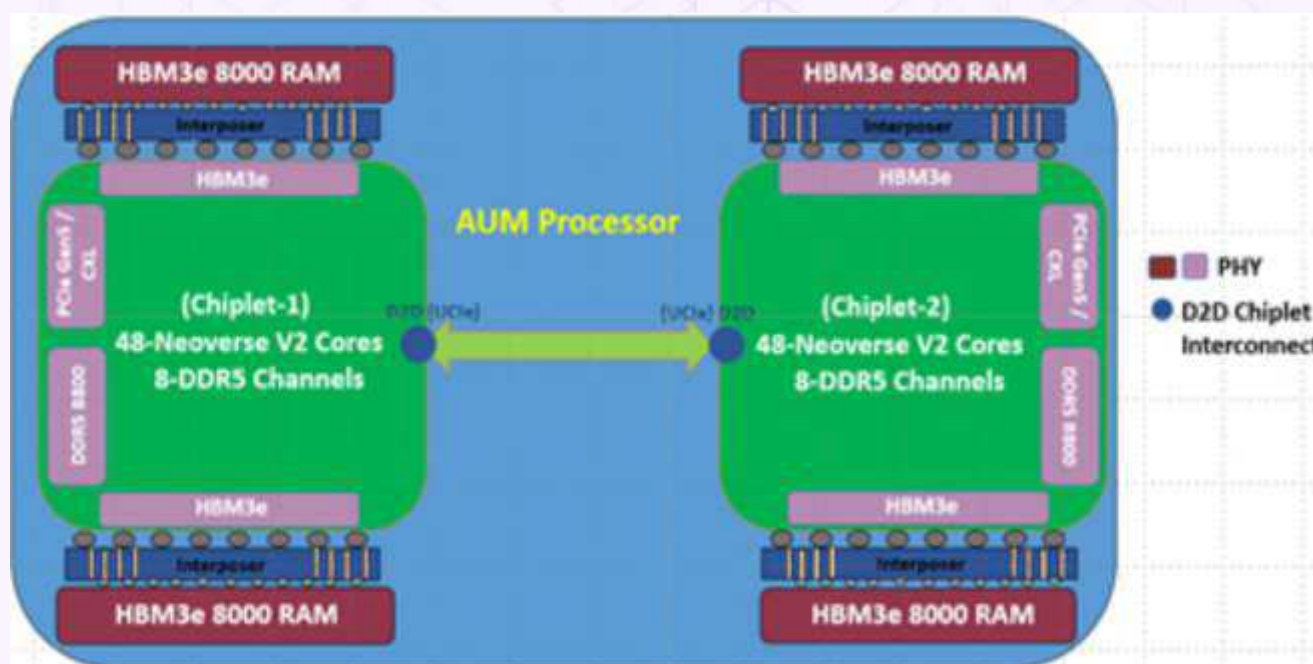 HBM3e 8000 RAM
Interposer
HBM3e
PCIe Gen5 /
CXL
DDR5 8800
(Chiplet-1)
48-Neoverse V2 Cores
8-DDR5 Channels
HBM3e
Interposer
HBM3e 8000 RAM
AUM Processor
D2D (UCIe)
(UCIe) D2D
HBM3e 8000 RAM
Interposer
HBM3e
PCIe Gen5 /
CXL
DDR5 8800
(Chiplet-2)
48-Neoverse V2 Cores
8-DDR5 Channels
HBM3e
Interposer
HBM3e 8000 RAM
PHY
D2D Chiplet
Interconnect